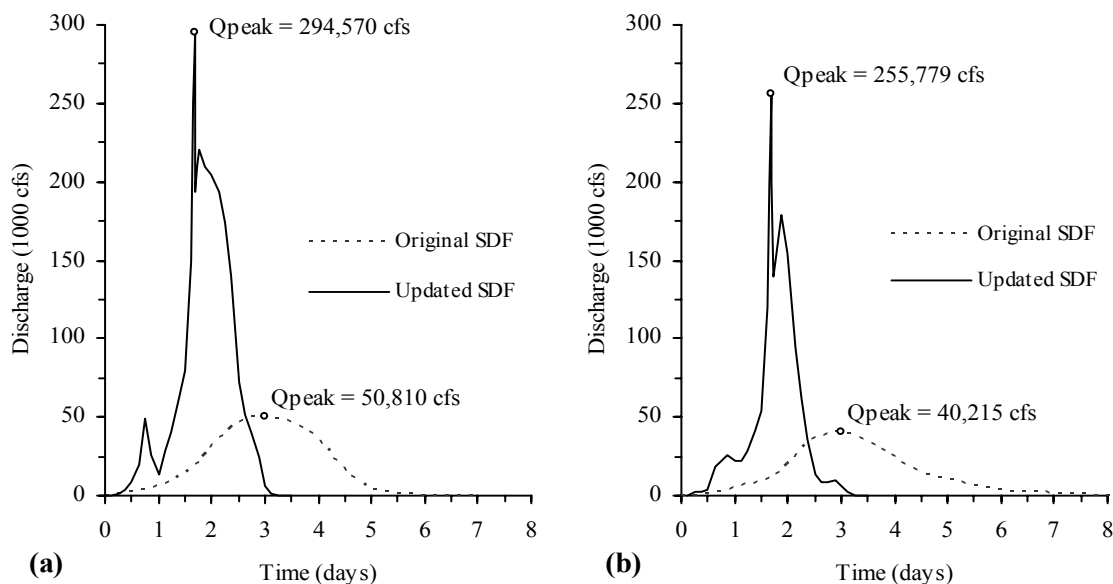 300
250
200
150
100
50
0
Discharge (1000 cfs)
Qpeak = 294,570 cfs
Original SDF
Updated SDF
Qpeak = 50,810 cfs
0 1 2 3 4 5 6 7 8
(a)
Time (days)
300
250
200
150
100
50
0
Discharge (1000 cfs)
Qpeak = 255,779 cfs
Original SDF
Updated SDF
Qpeak = 40,215 cfs
0 1 2 3 4 5 6 7 8
(b)
Time (days)